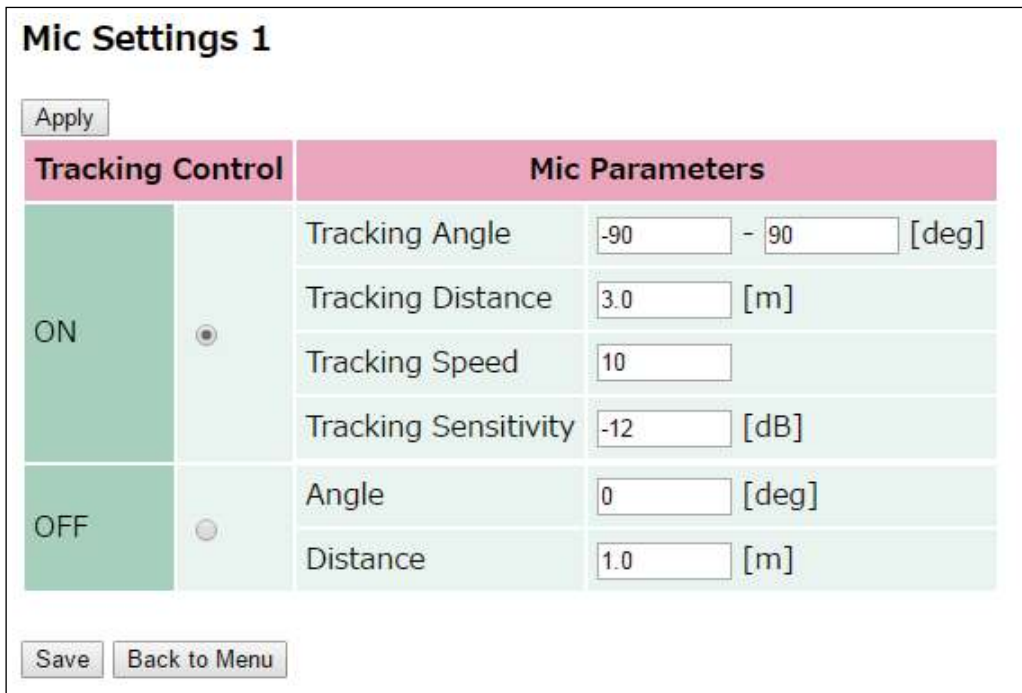 Mic Settings 1
Apply
Tracking Control Mic Parameters
ON
Tracking Angle -90 - 90 [deg]
Tracking Distance 3.0 [m]
Tracking Speed 10
Tracking Sensitivity -12 [dB]
OFF
Angle 0 [deg]
Distance 1.0 [m]
Save Back to Menu